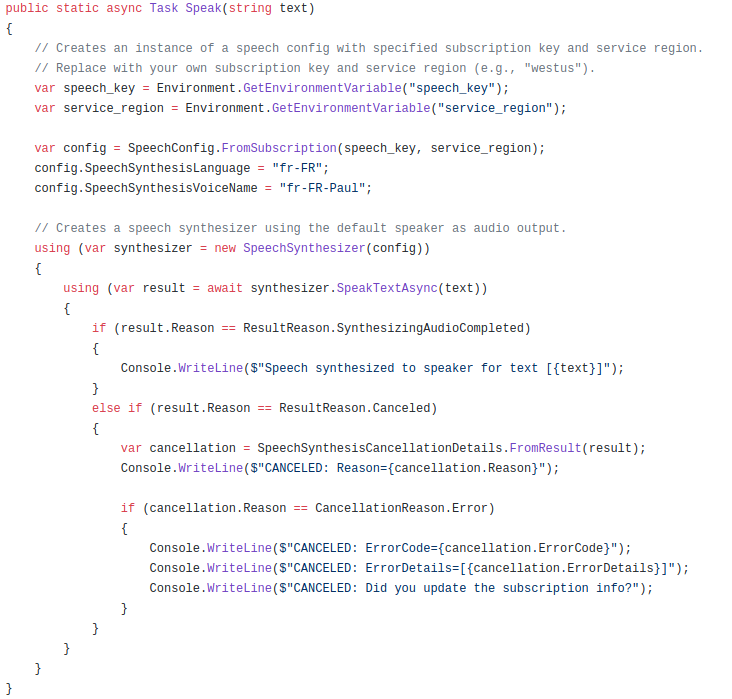 public static async Task Speak(string text)
{
    // Creates an instance of a speech config with specified subscription key and service region.
    // Replace with your own subscription key and service region (e.g., "westus").
    var speech_key = Environment.GetEnvironmentVariable("speech_key");
    var service_region = Environment.GetEnvironmentVariable("service_region");

    var config = SpeechConfig.FromSubscription(speech_key, service_region);
    config.SpeechSynthesisLanguage = "fr-FR";
    config.SpeechSynthesisVoiceName = "fr-FR-Paul";

    // Creates a speech synthesizer using the default speaker as audio output.
    using (var synthesizer = new SpeechSynthesizer(config))
    {
        using (var result = await synthesizer.SpeakTextAsync(text))
        {
            if (result.Reason == ResultReason.SynthesizingAudioCompleted)
            {
                Console.WriteLine($"Speech synthesized to speaker for text [{text}]");
            }
            else if (result.Reason == ResultReason.Canceled)
            {
                var cancellation = SpeechSynthesisCancellationDetails.FromResult(result);
                Console.WriteLine($"CANCELED: Reason={cancellation.Reason}");

                if (cancellation.Reason == CancellationReason.Error)
                {
                    Console.WriteLine($"CANCELED: ErrorCode={cancellation.ErrorCode}");
                    Console.WriteLine($"CANCELED: ErrorDetails=[{cancellation.ErrorDetails}]");
                    Console.WriteLine($"CANCELED: Did you update the subscription info?");
                }
            }
        }
    }
}